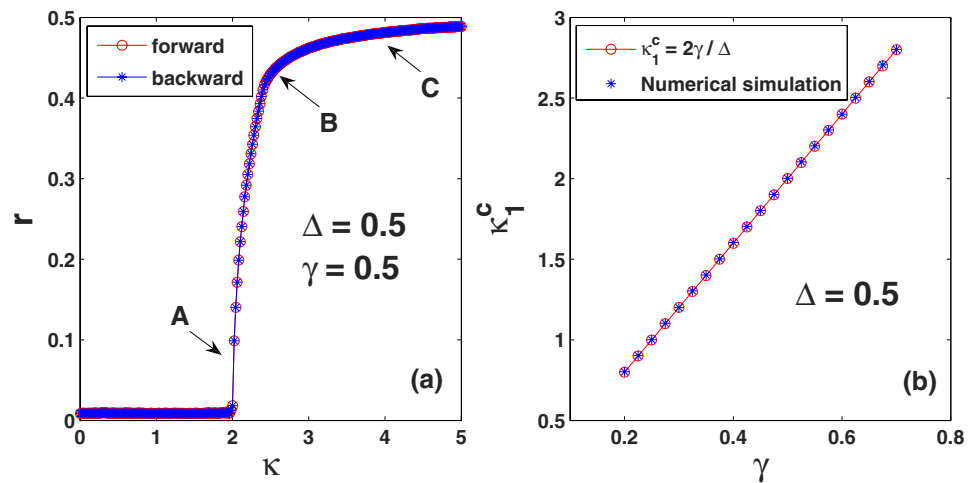 0.5
0.4
0.3
0.2
0.1
0
r
0 1 2 3 4 5
κ
forward
backward
A
B
C
Δ = 0.5
γ = 0.5
(a)
3
2.5
2
1.5
1
0.5
κ₁ᶜ
0.2 0.4 0.6 0.8
γ
κ₁ᶜ = 2γ / Δ
Numerical simulation
Δ = 0.5
(b)